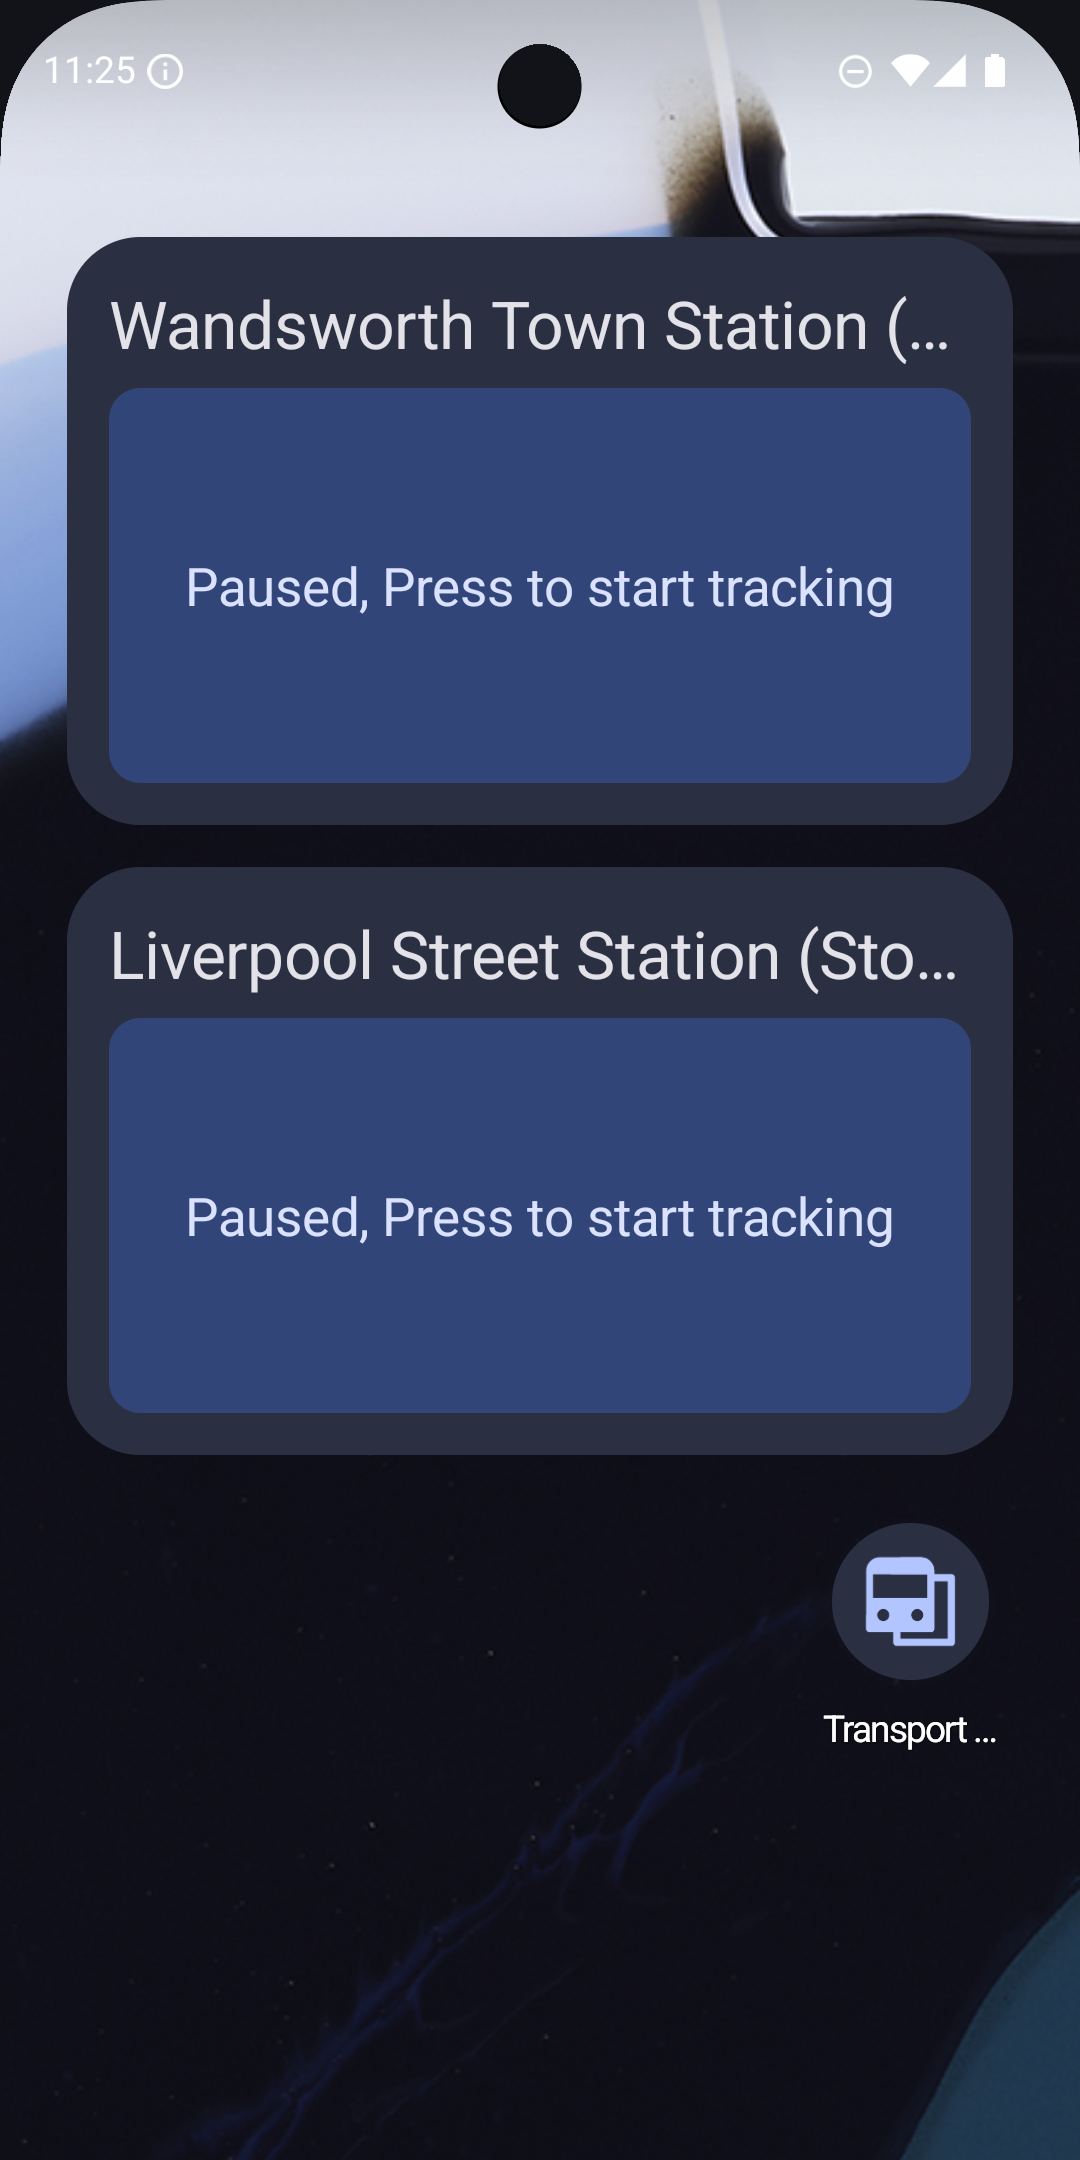 11:25
Wandsworth Town Station (...
Paused, Press to start tracking
Liverpool Street Station (Sto...
Paused, Press to start tracking
Transport ...